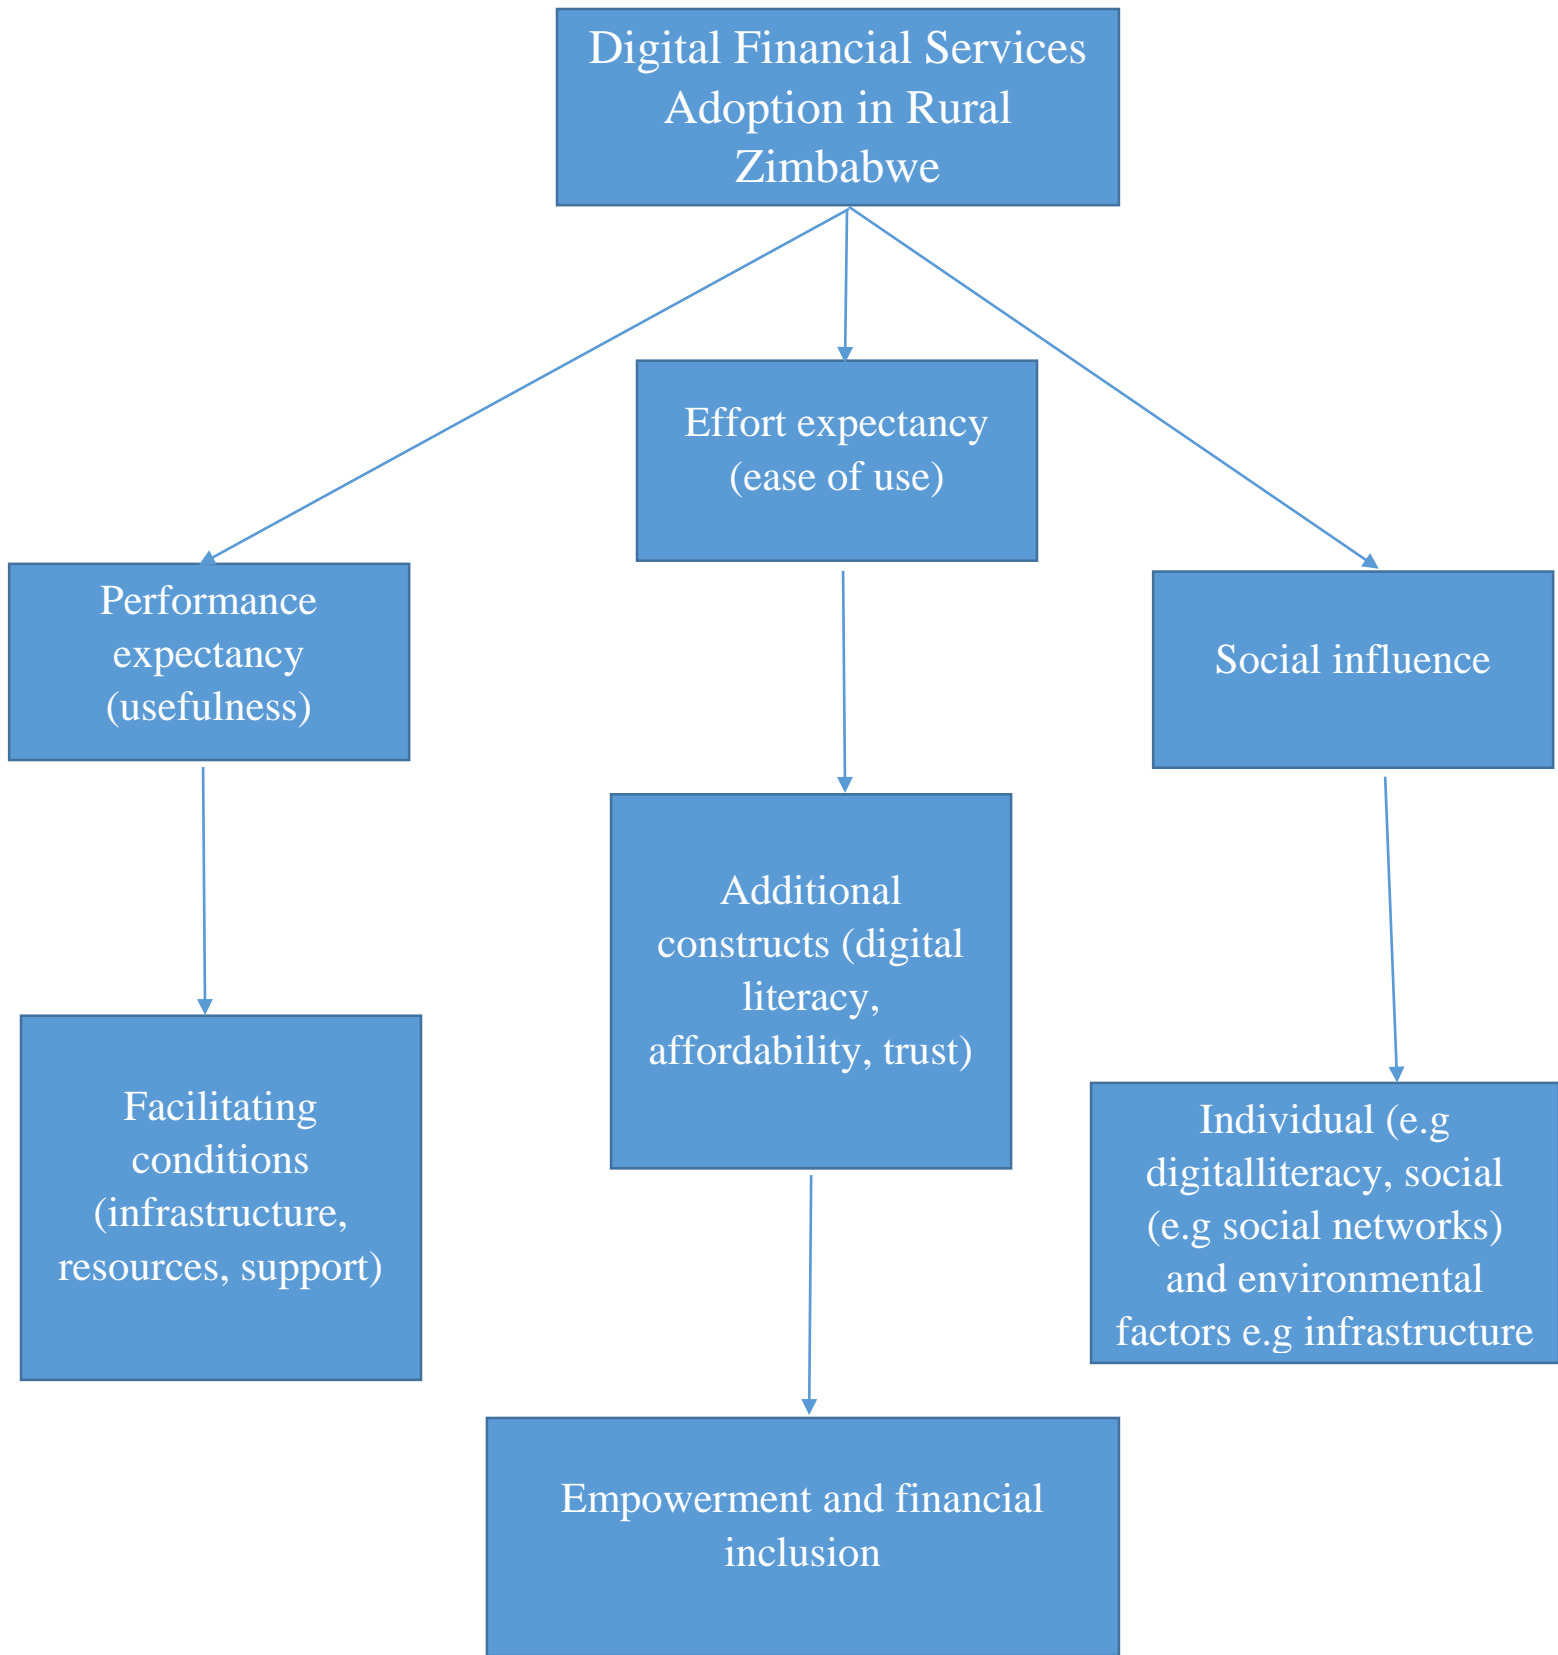 Digital Financial Services
Adoption in Rural
Zimbabwe
Effort expectancy
(ease of use)
Performance
expectancy
(usefulness)
Social influence
Additional
constructs (digital
literacy,
affordability, trust)
Facilitating
conditions
(infrastructure,
resources, support)
Individual (e.g
digitalliteracy, social
(e.g social networks)
and environmental
factors e.g infrastructure
Empowerment and financial
inclusion